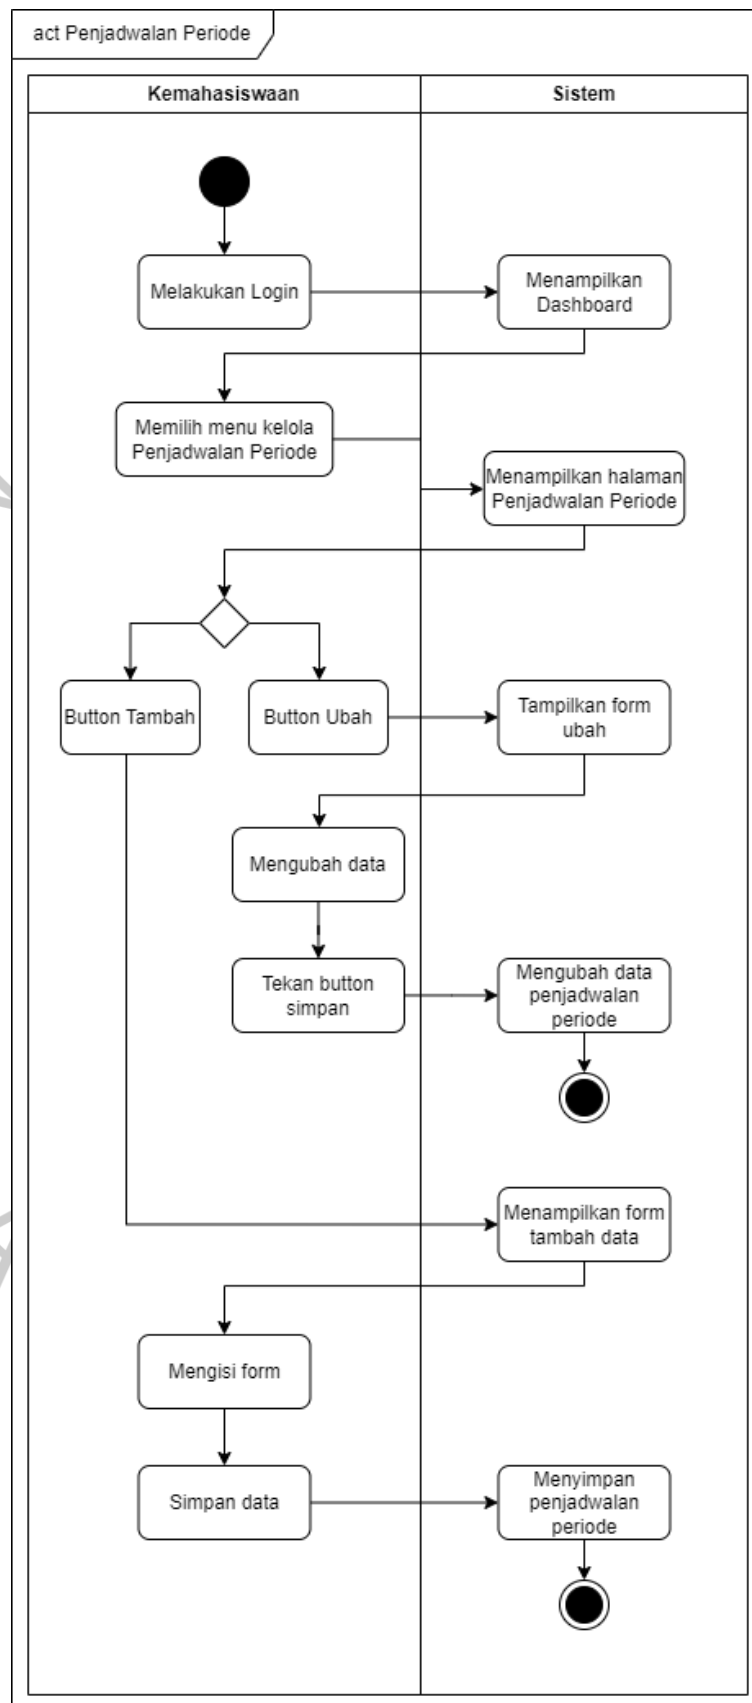 act Penjadwalan Periode
Kemahasiswaan
Sistem
Melakukan Login
Menampilkan
Dashboard
Memilih menu kelola
Penjadwalan Periode
Menampilkan halaman
Penjadwalan Periode
Button Tambah
Button Ubah
Tampilkan form
ubah
Mengubah data
Tekan button
simpan
Mengubah data
penjadwalan
periode
Menampilkan form
tambah data
Mengisi form
Simpan data
Menyimpan
penjadwalan
periode